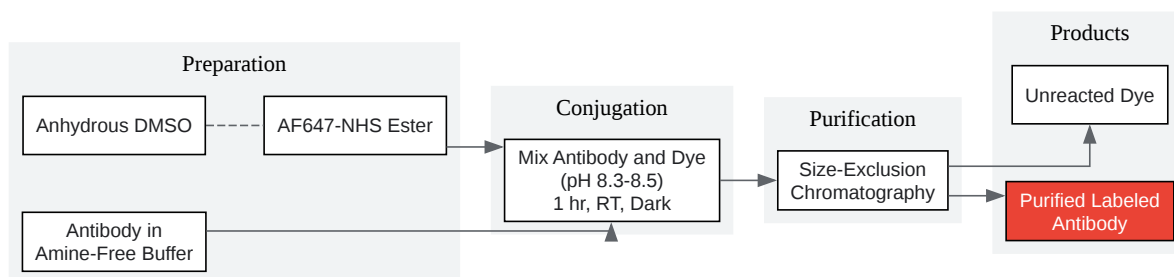 Preparation
Anhydrous DMSO
AF647-NHS Ester
Antibody in
Amine-Free Buffer
Conjugation
Mix Antibody and Dye
(pH 8.3-8.5)
1 hr, RT, Dark
Purification
Size-Exclusion
Chromatography
Products
Unreacted Dye
Purified Labeled
Antibody